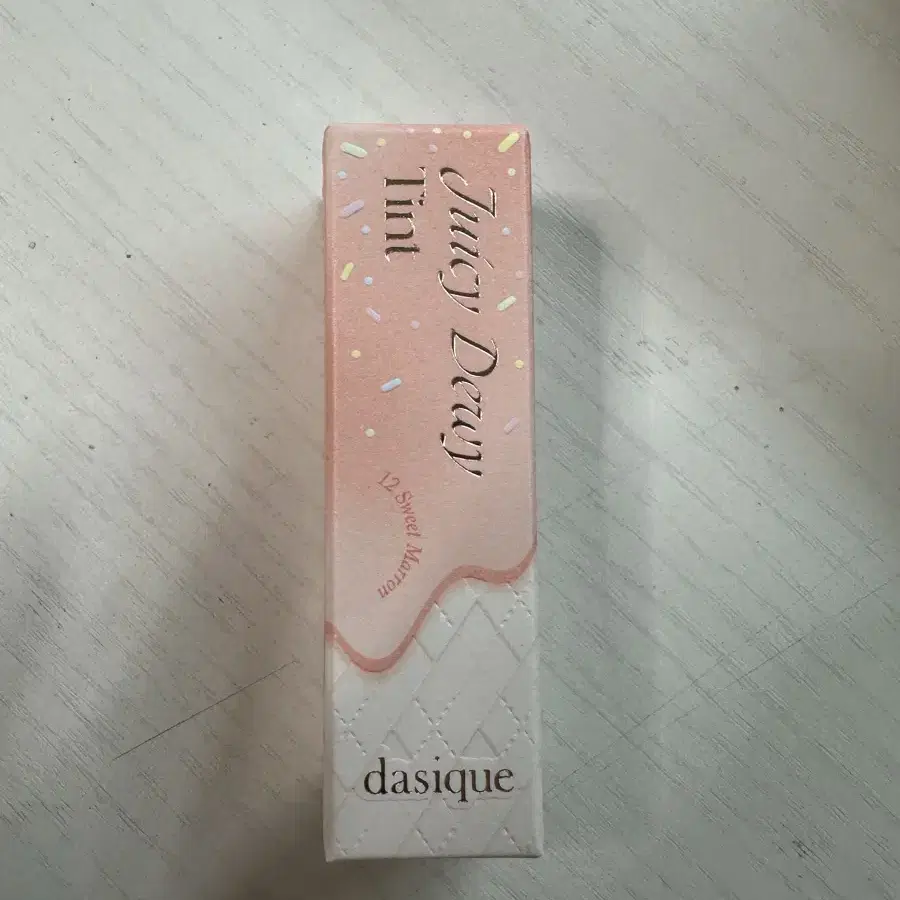 Juicy Dewy
Tint
12 Sweet Marron
dasique